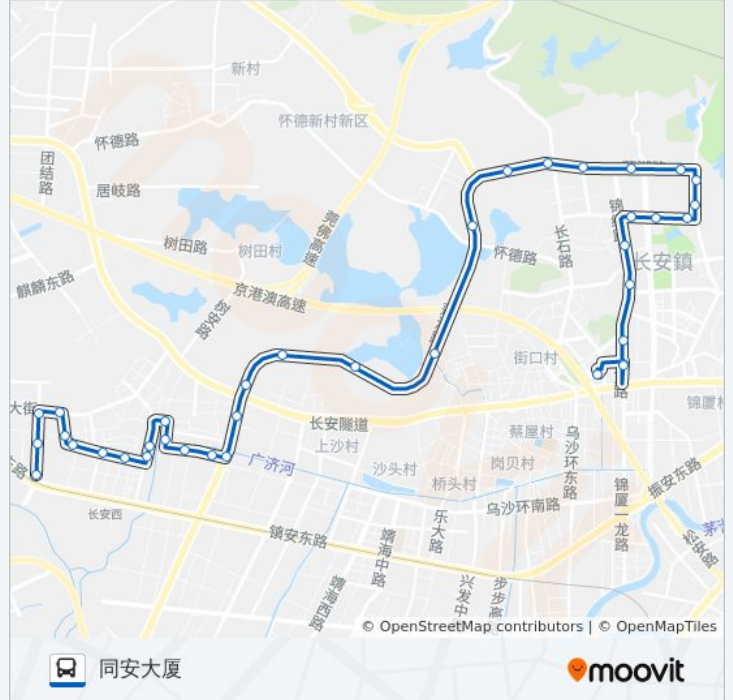 新村
怀德新村新区
怀德路
团结路
居岐路
莞佛高速
锦
长石路
树田路
树田村
怀德路
长安鎮
麒麟东路
京港澳高速
树安路
街口村
路
大街
锦厦村
长安隧道
上沙村
蔡屋村
乌沙环东路
广济河
沙头村
岗贝村
桥头村
振安东路
东路
乌沙环南路
锦厦一龙路
长安西
乐大路
镇安东路
靖海中路
松安路
靖海西路
兴发中
步步高
© OpenStreetMap contributors | © OpenMapTiles
同安大厦
moovit